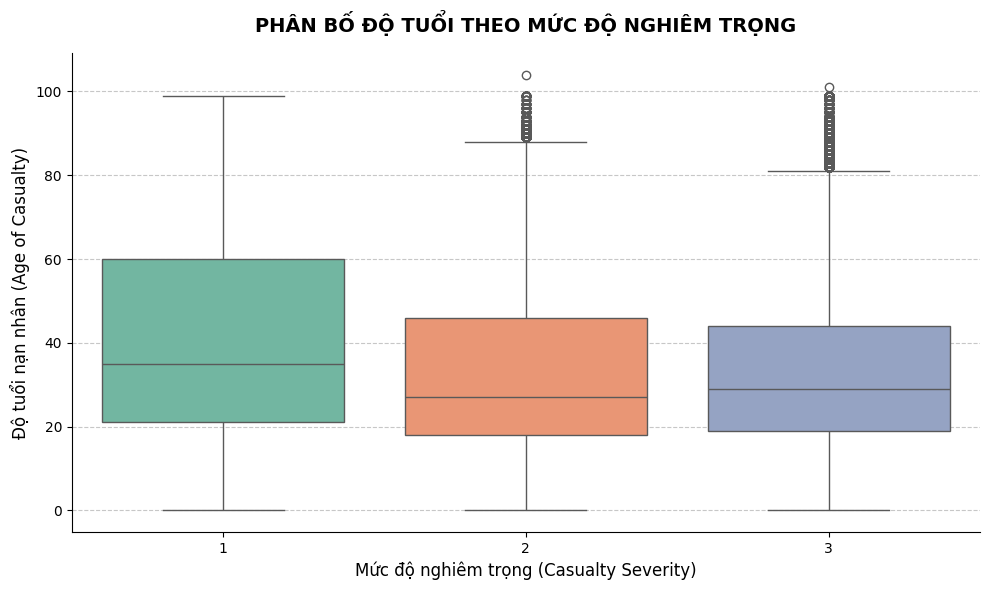 PHÂN BỐ ĐỘ TUỔI THEO MỨC ĐỘ NGHIÊM TRỌNG
Độ tuổi nạn nhân (Age of Casualty)
100
80
60
40
20
0
1 2 3
Mức độ nghiêm trọng (Casualty Severity)